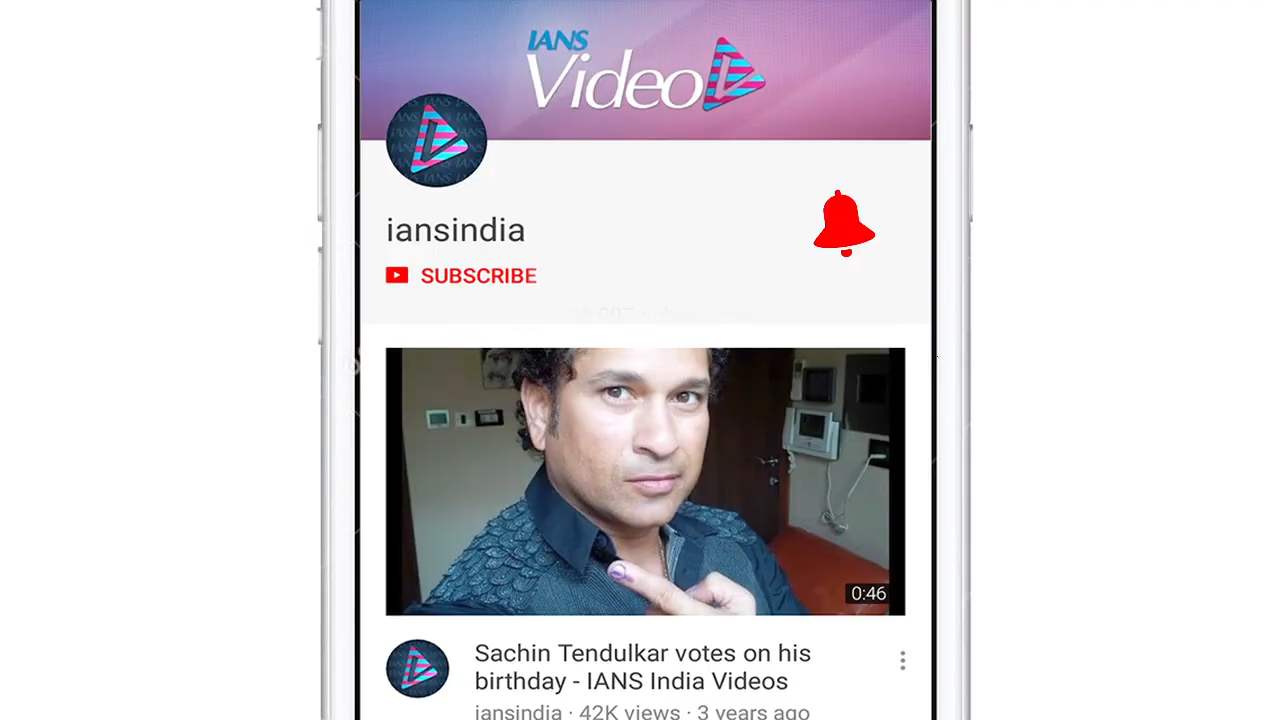 IANS
Video
iansindia
SUBSCRIBE
0:46
Sachin Tendulkar votes on his
birthday - IANS India Videos
iansindia · 42K views · 3 years ago